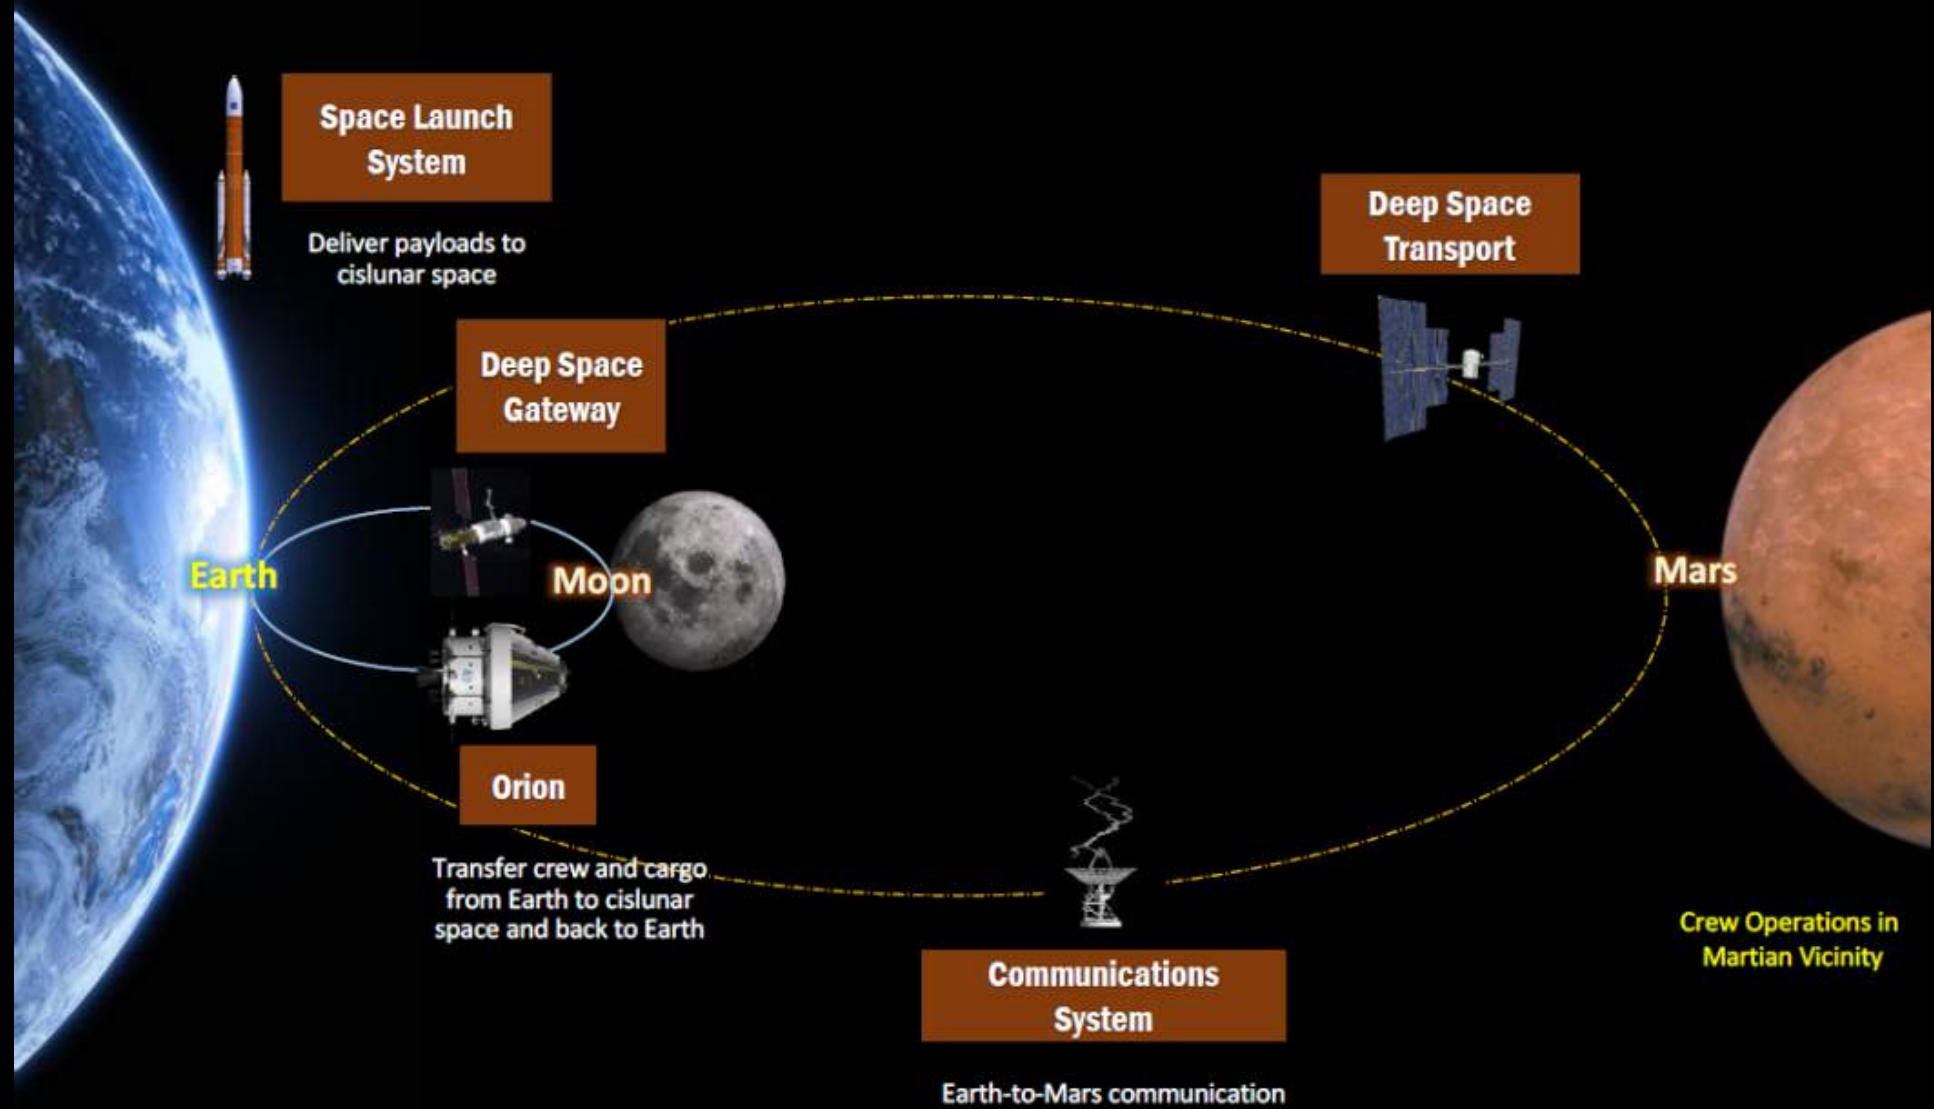 Space Launch
System
Deliver payloads to
cislunar space
Deep Space
Transport
Deep Space
Gateway
Earth
Moon
Mars
Orion
Transfer crew and cargo
from Earth to cislunar
space and back to Earth
Communications
System
Earth-to-Mars communication
Crew Operations in
Martian Vicinity